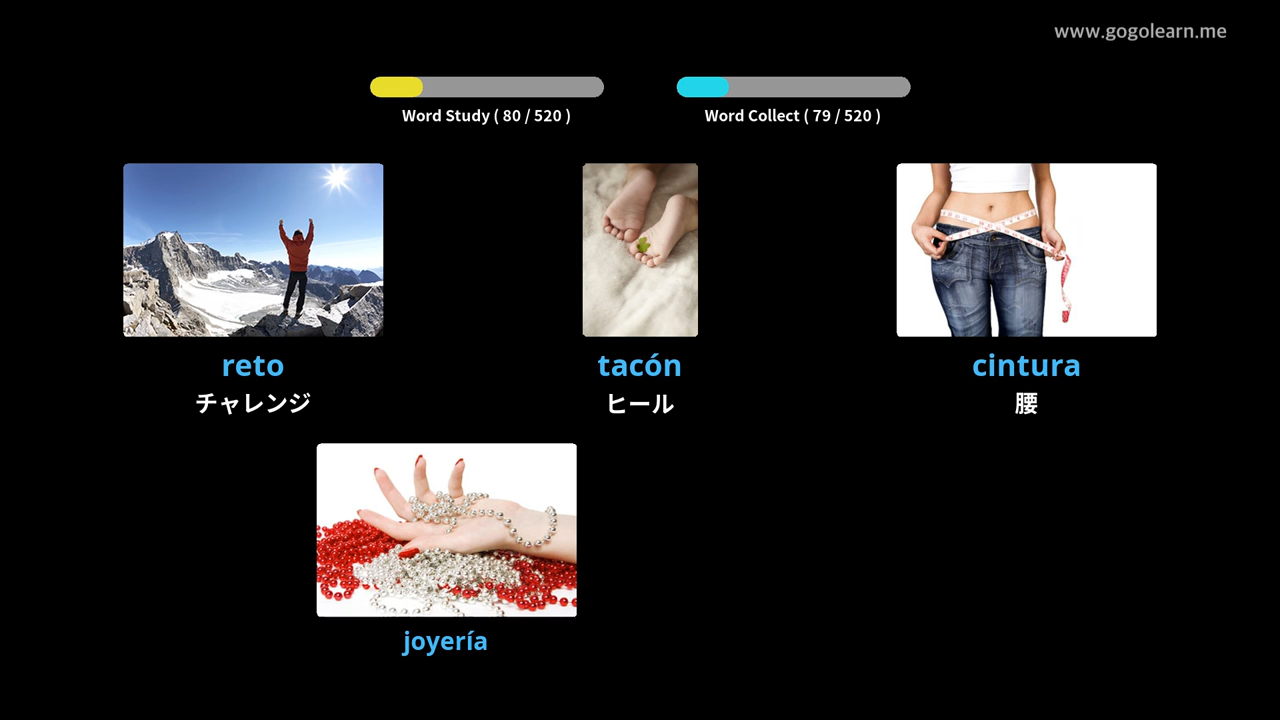 www.gogolearn.me
Word Study ( 80 / 520 )
Word Collect ( 79 / 520 )
reto
チャレンジ
tacón
ヒール
cintura
腰
joyería